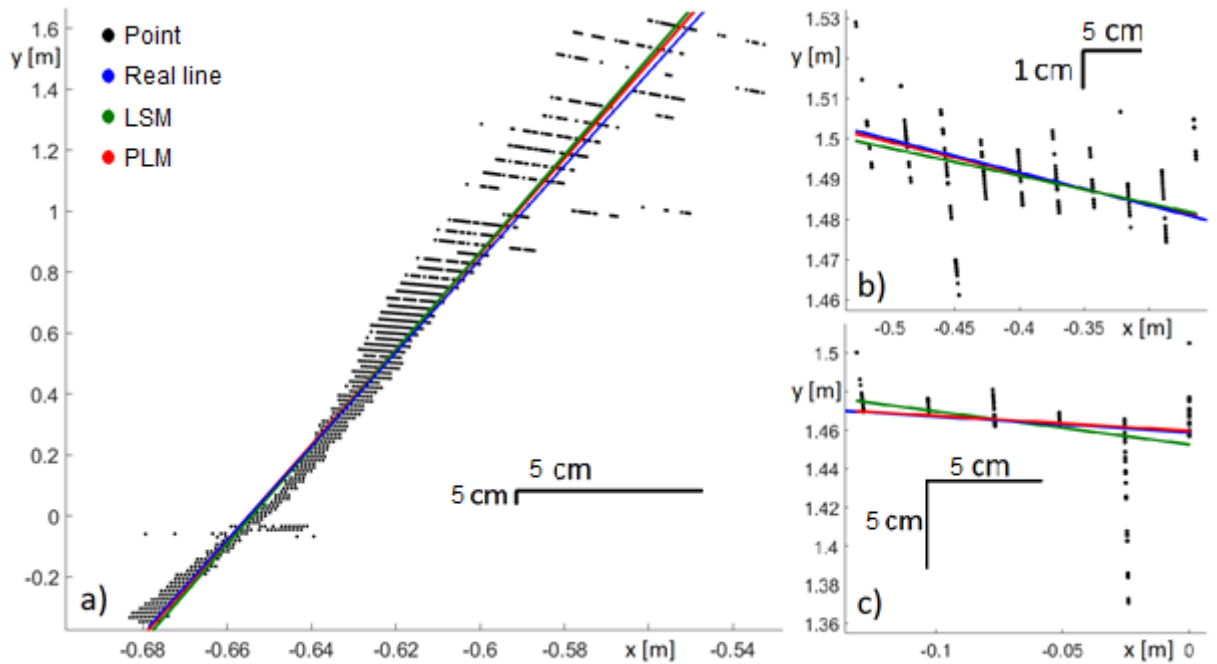 1.6
y [m]
1.4
1.2
1
0.8
0.6
0.4
0.2
0
-0.2
Point
Real line
LSM
PLM
5 cm
5 cm
a)
-0.68 -0.66 -0.64 -0.62 -0.6 -0.58 -0.56 x [m] -0.54
1.53
y [m]
1.51
1.5
1.49
1.48
1.47
1.46
5 cm
1 cm
b)
-0.5 -0.45 -0.4 -0.35 x [m]
1.5
y [m]
1.48
1.46
1.44
1.42
1.4
1.38
1.36
5 cm
5 cm
c)
-0.1 -0.05 x [m] 0